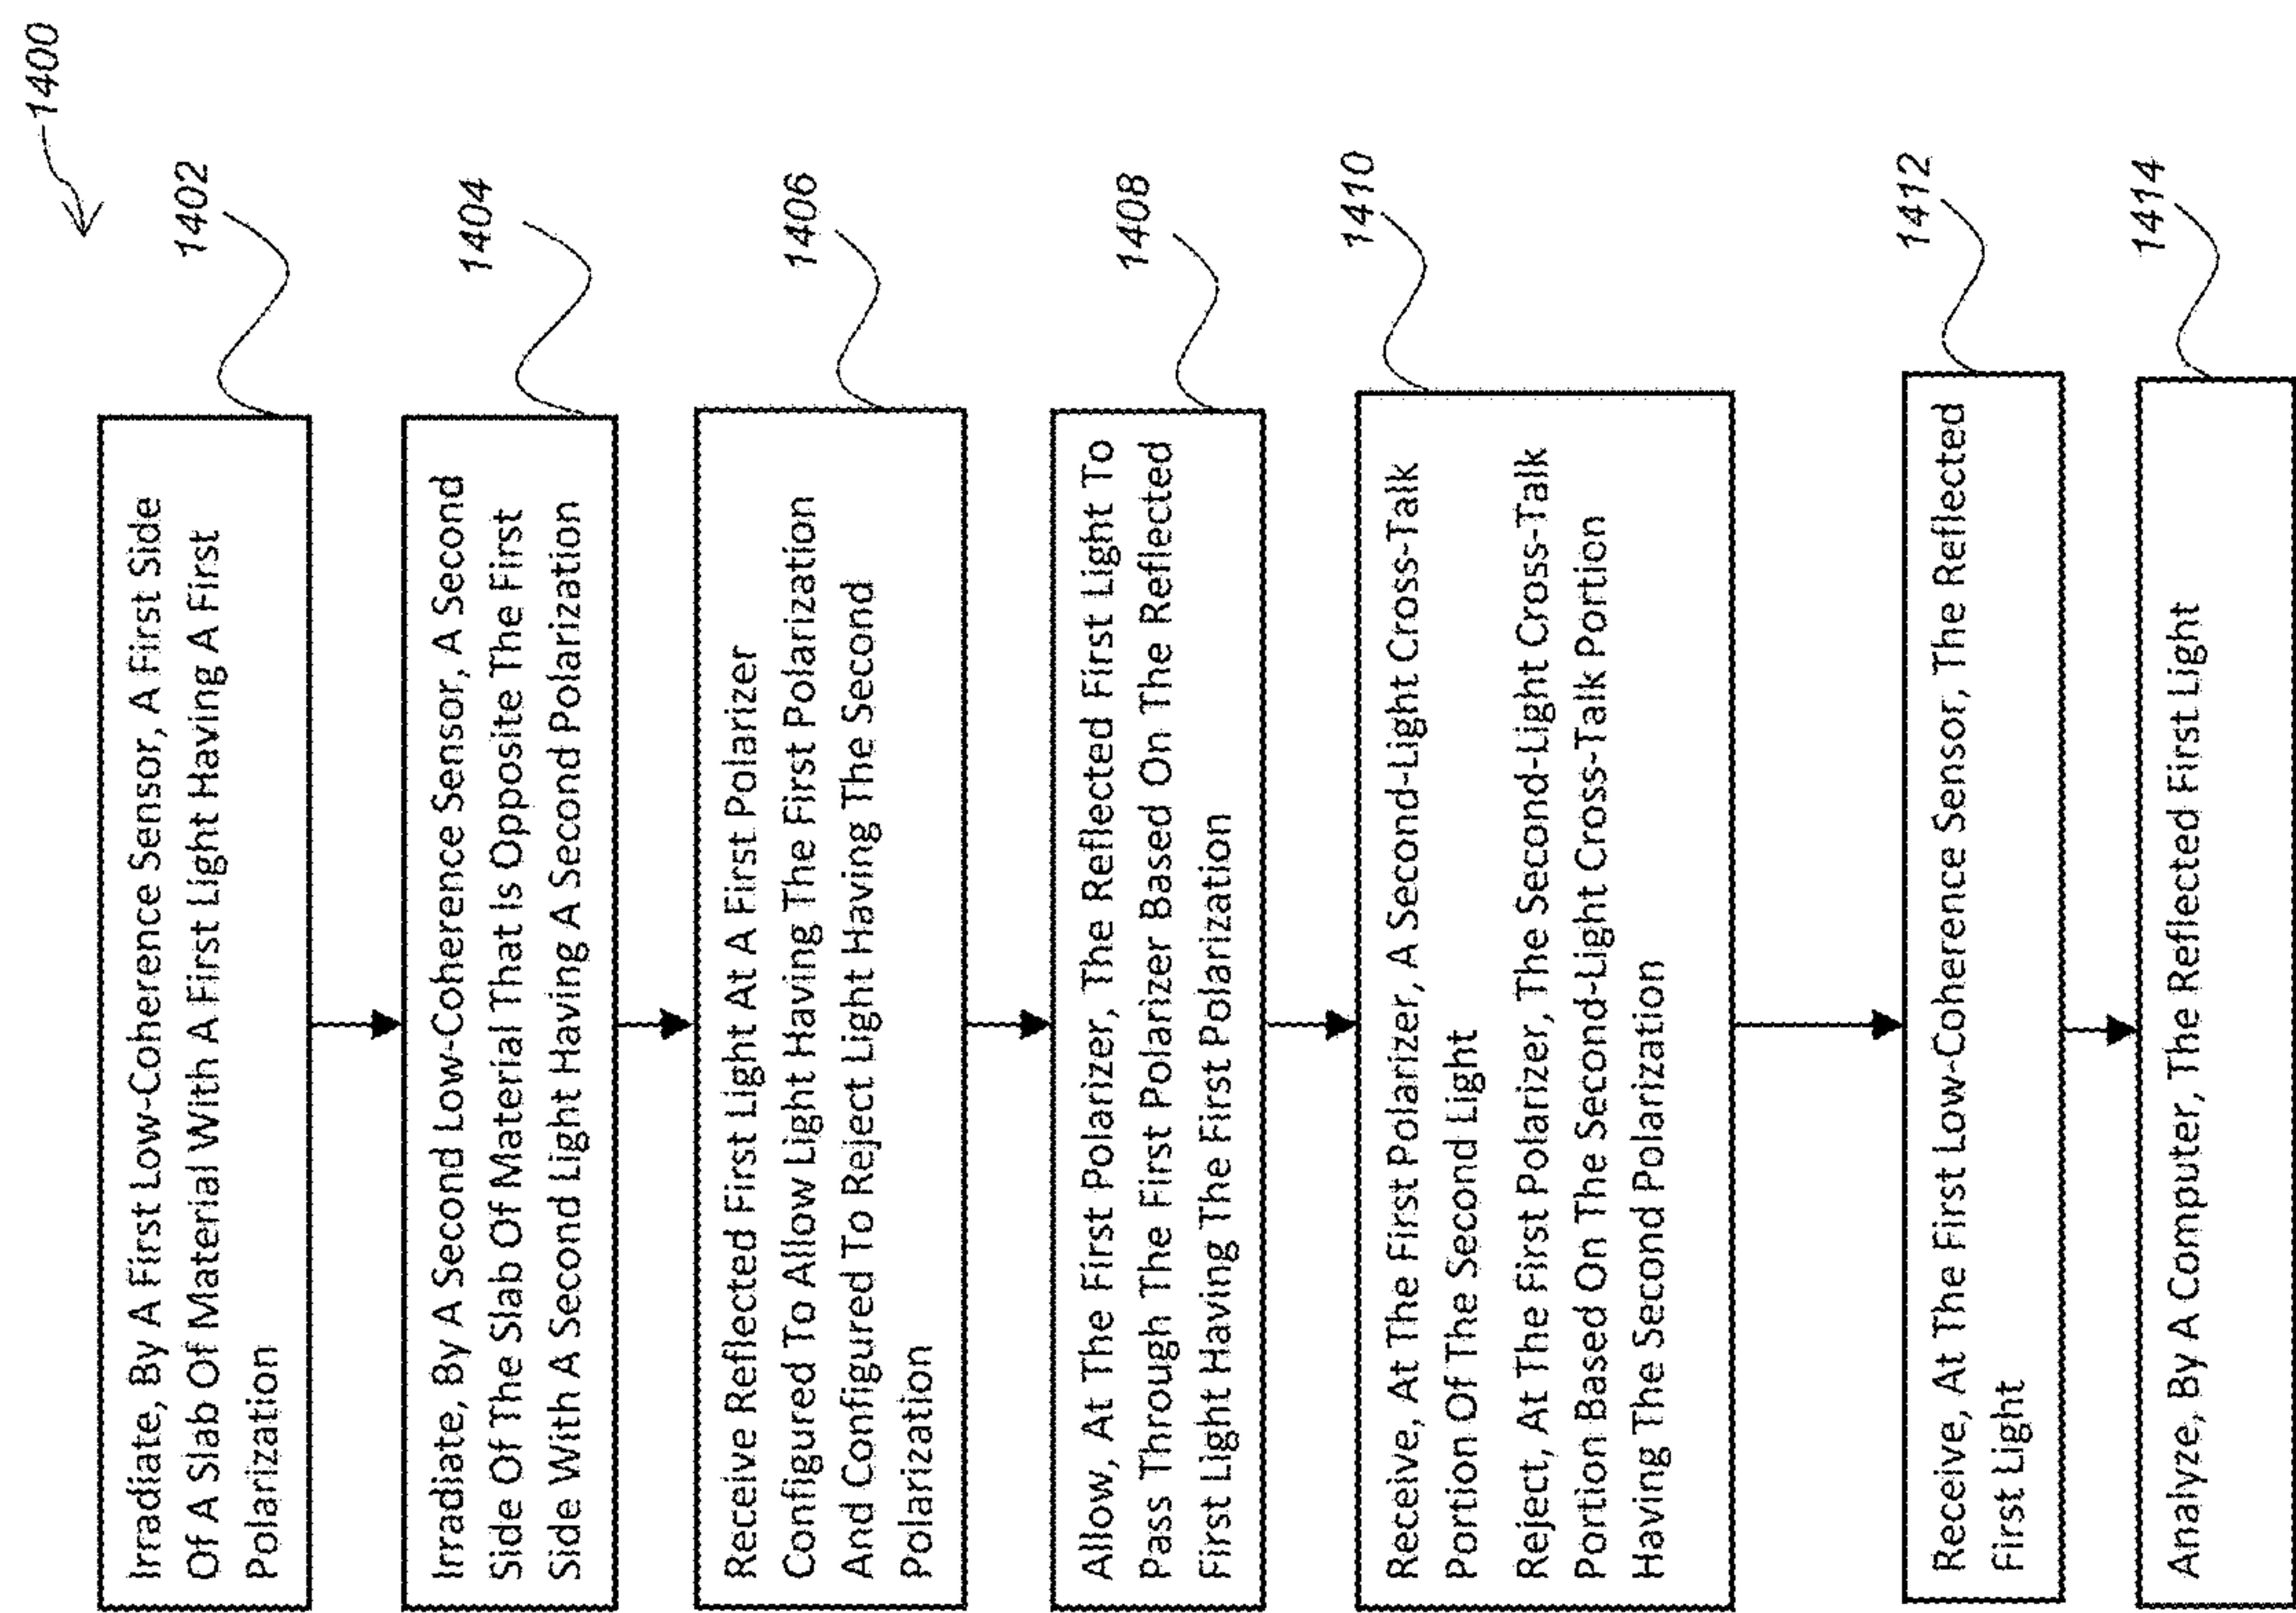 1400
1402
Irradiate, By A First Low-Coherence Sensor, A First Side
Of A Slab Of Material With A First Light Having A First
Polarization
1404
Irradiate, By A Second Low-Coherence Sensor, A Second
Side Of The Slab Of Material That Is Opposite The First
Side With A Second Light Having A Second Polarization
1406
Receive Reflected First Light At A First Polarizer
Configured To Allow Light Having The First Polarization
And Configured To Reject Light Having The Second
Polarization
1408
Allow, At The First Polarizer, The Reflected First Light To
Pass Through The First Polarizer Based On The Reflected
First Light Having The First Polarization
1410
Receive, At The First Polarizer, A Second-Light Cross-Talk
Portion Of The Second Light
Reject, At The First Polarizer, The Second-Light Cross-Talk
Portion Based On The Second-Light Cross-Talk Portion
Having The Second Polarization
1412
Receive, At The First Low-Coherence Sensor, The Reflected
First Light
1414
Analyze, By A Computer, The Reflected First Light